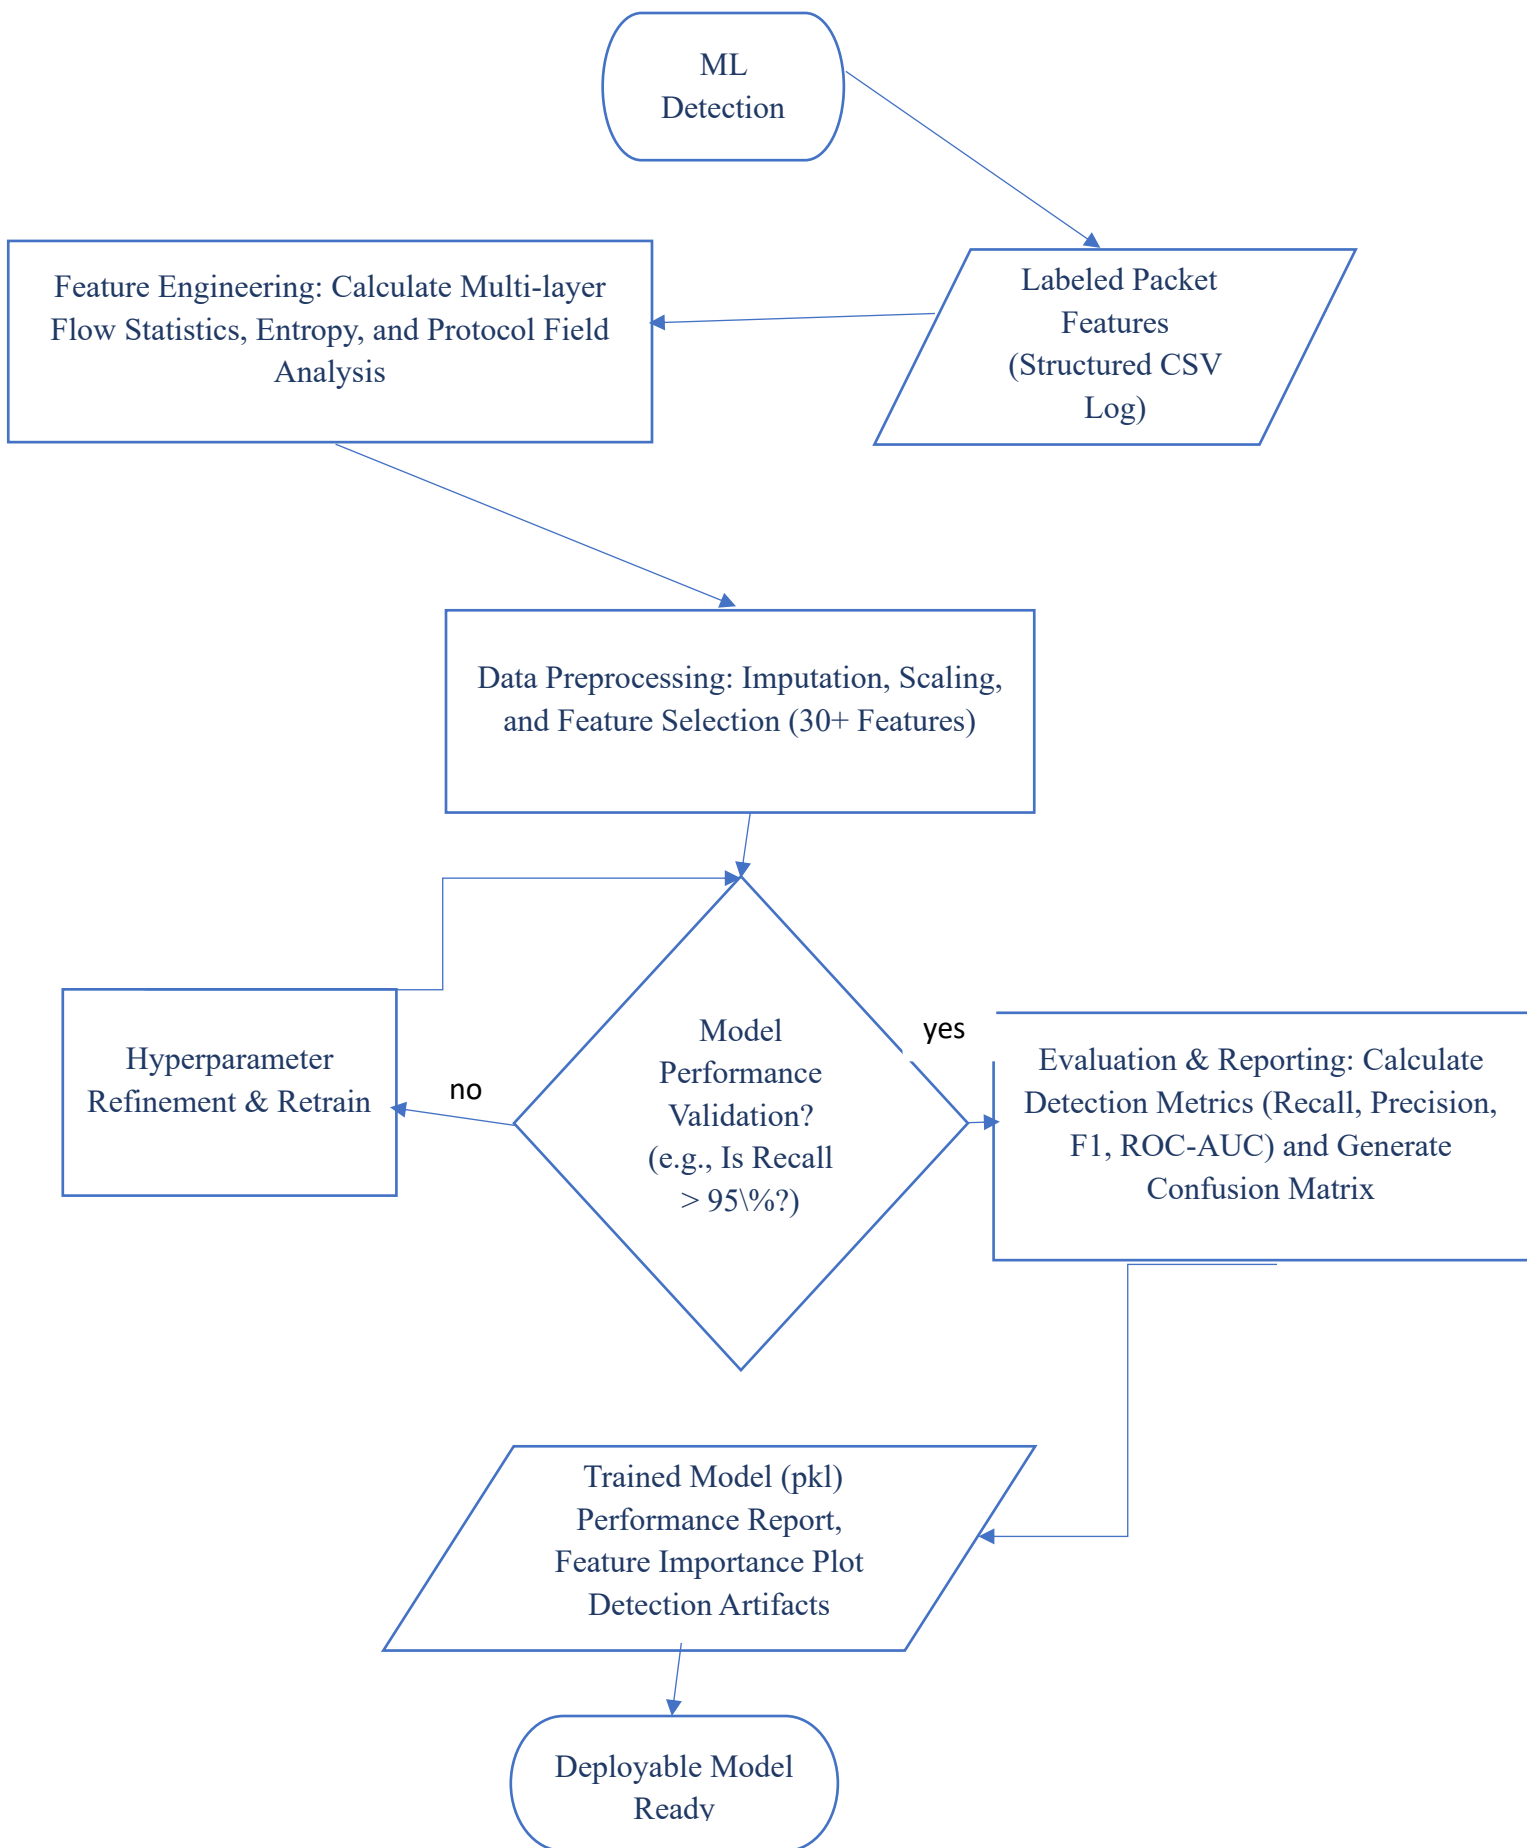 ML
Detection
Labeled Packet
Features
(Structured CSV
Log)
Feature Engineering: Calculate Multi-layer
Flow Statistics, Entropy, and Protocol Field
Analysis
Data Preprocessing: Imputation, Scaling,
and Feature Selection (30+ Features)
Model
Performance
Validation?
(e.g., Is Recall
> 95\%?)
no
Hyperparameter
Refinement & Retrain
yes
Evaluation & Reporting: Calculate
Detection Metrics (Recall, Precision,
F1, ROC-AUC) and Generate
Confusion Matrix
Trained Model (pkl)
Performance Report,
Feature Importance Plot
Detection Artifacts
Deployable Model
Ready